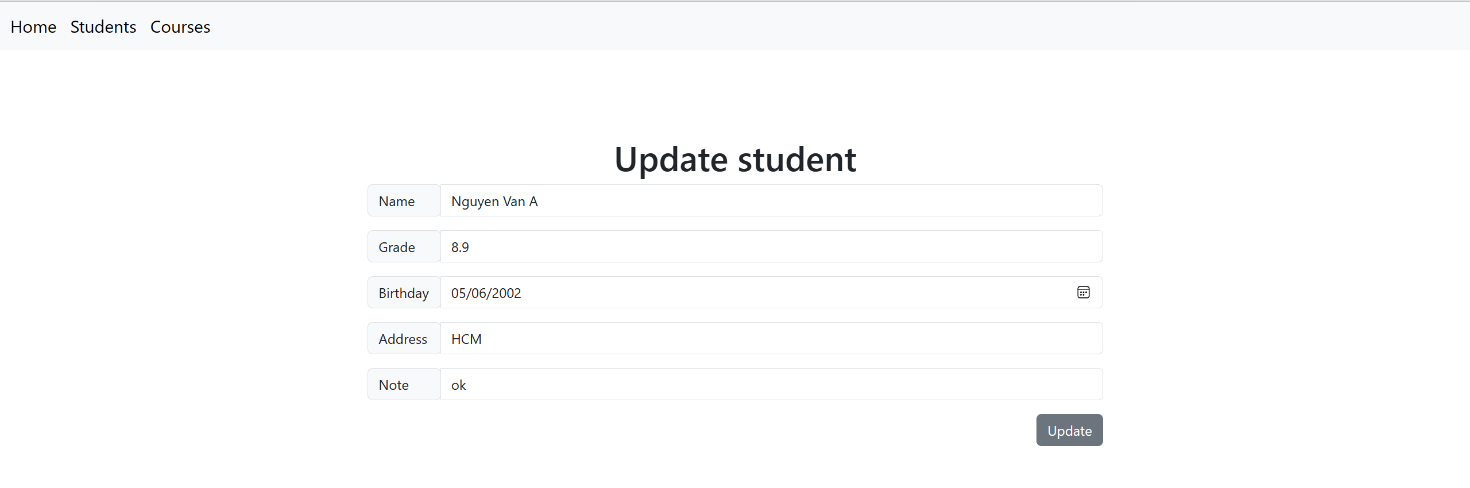 Home Students Courses
Update student
Name Nguyen Van A
Grade 8.9
Birthday 05/06/2002
Address HCM
Note ok
Update